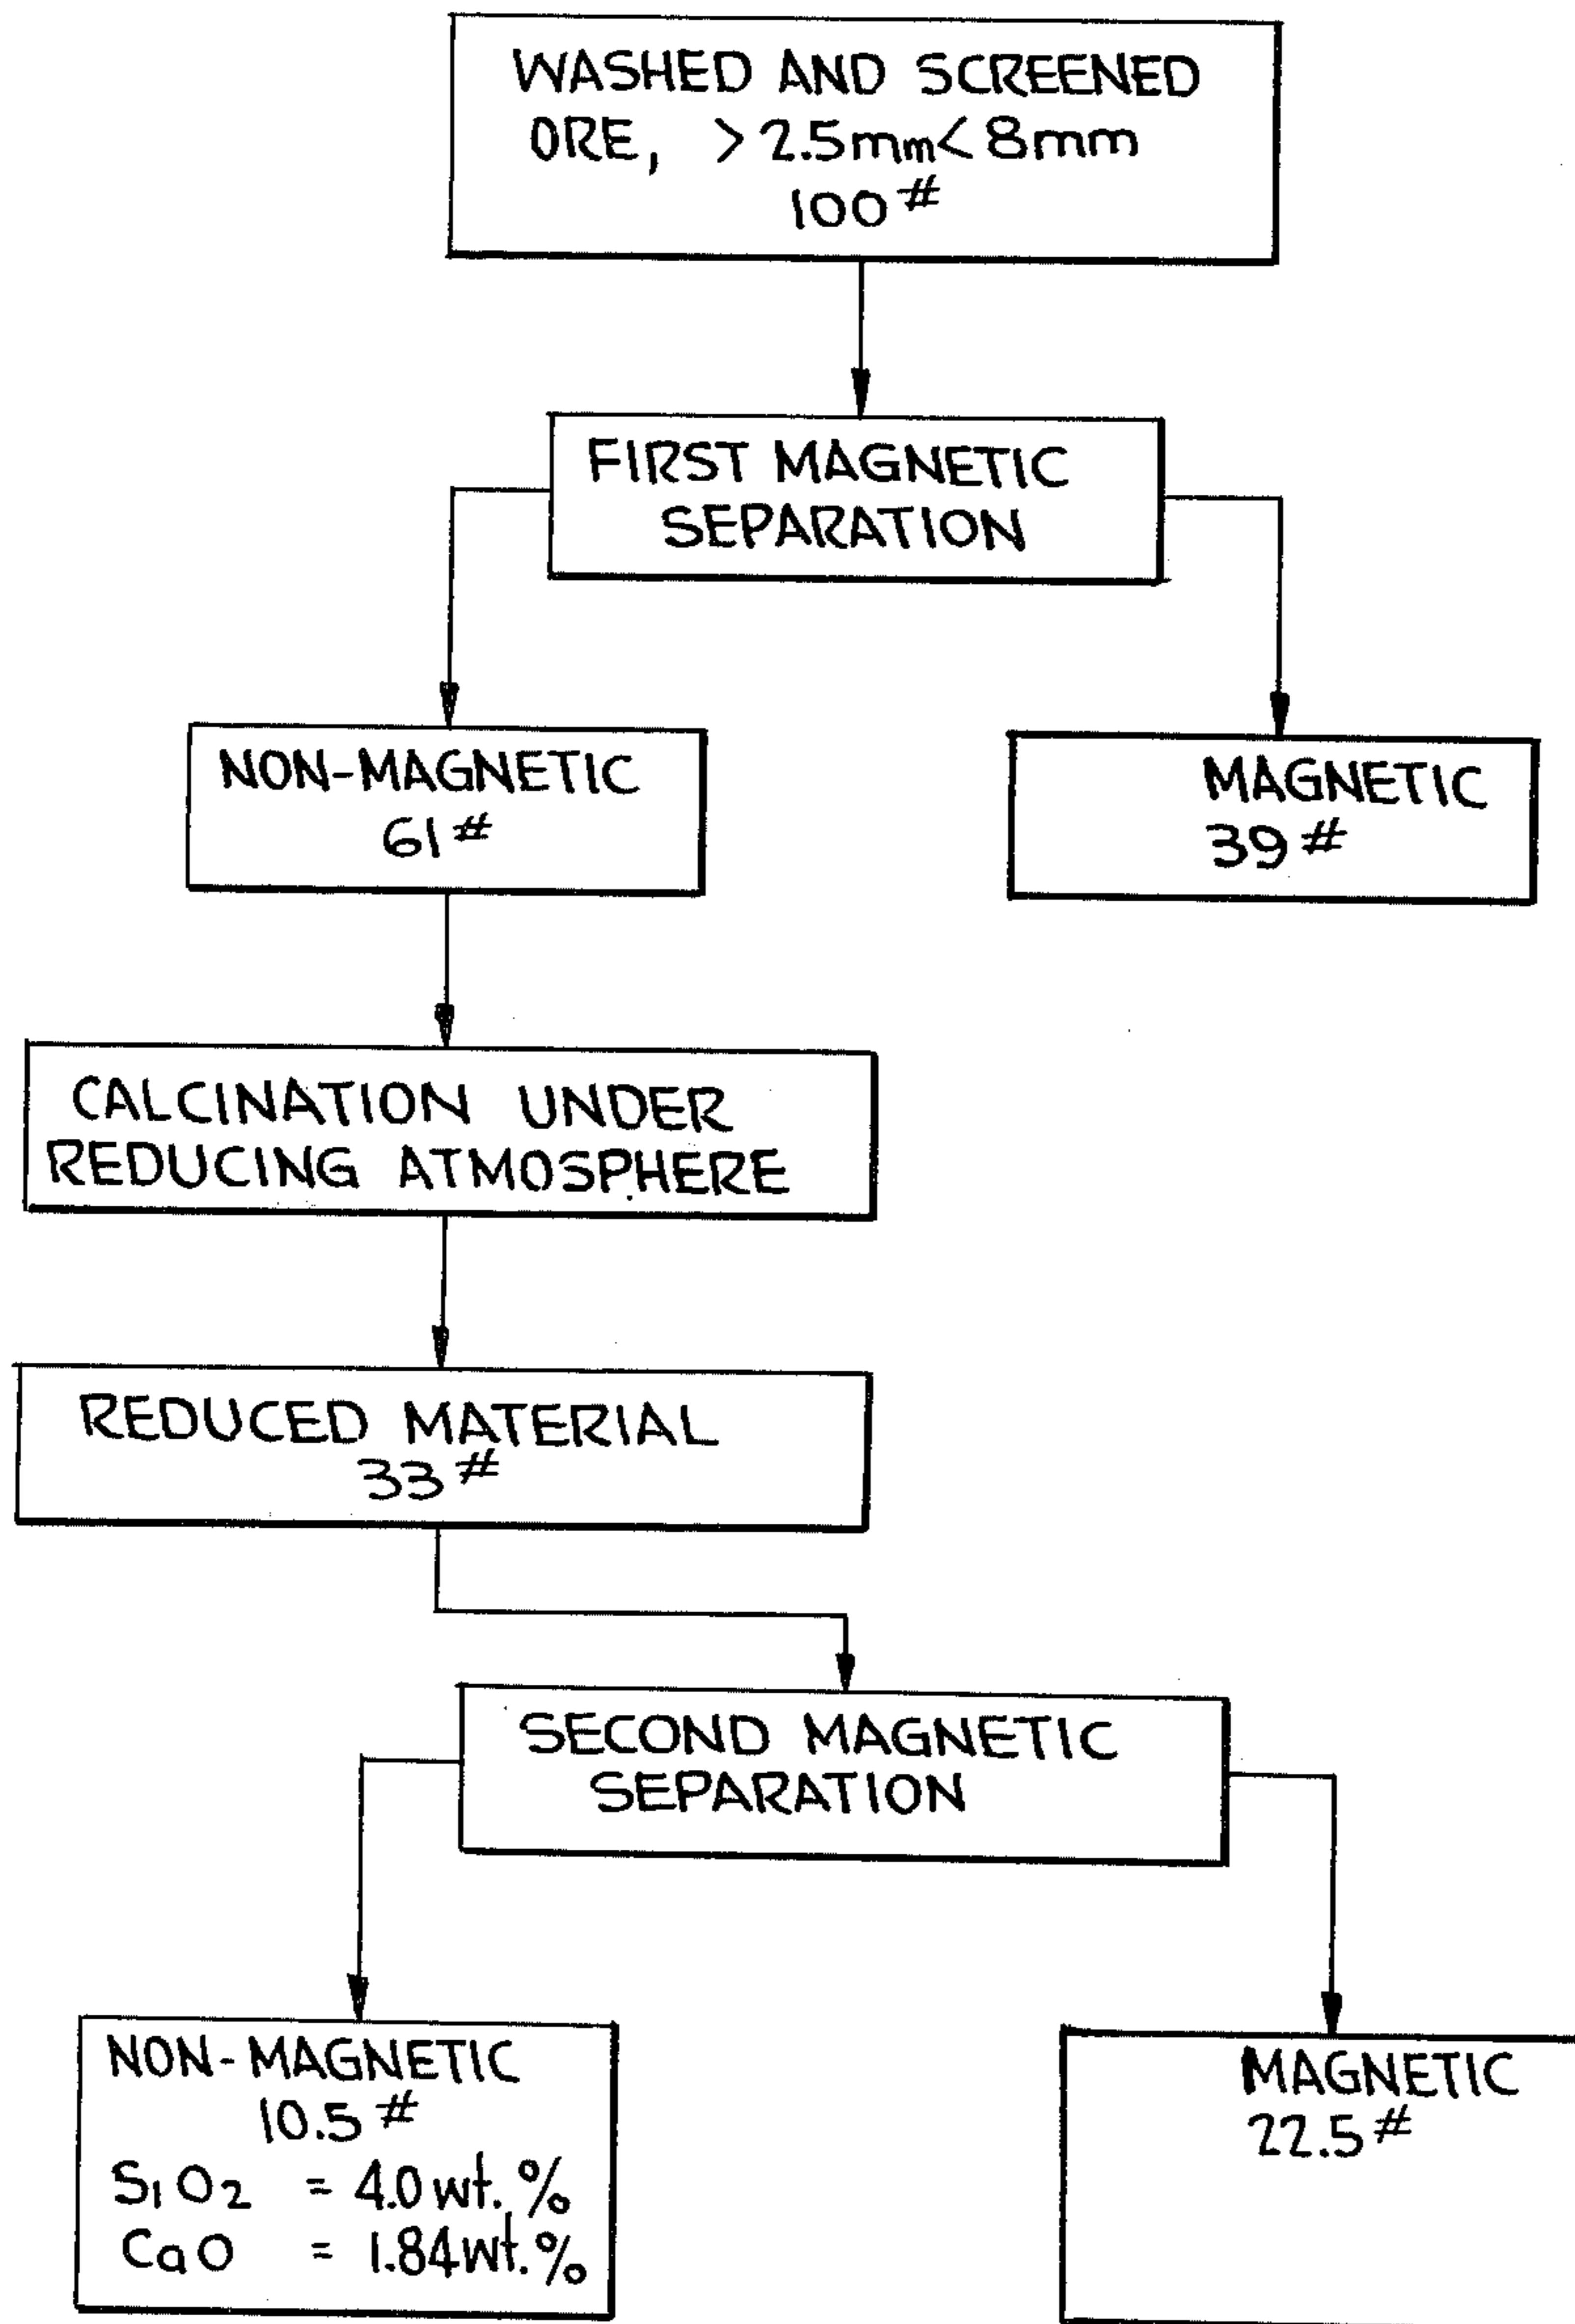 WASHED AND SCREENED
ORE, >2.5mm<8mm
100#
FIRST MAGNETIC
SEPARATION
NON-MAGNETIC
61#
MAGNETIC
39#
CALCINATION UNDER
REDUCING ATMOSPHERE
REDUCED MATERIAL
33#
SECOND MAGNETIC
SEPARATION
NON-MAGNETIC
10.5#
SiO2 = 4.0 wt.%
CaO = 1.84 wt.%
MAGNETIC
22.5#